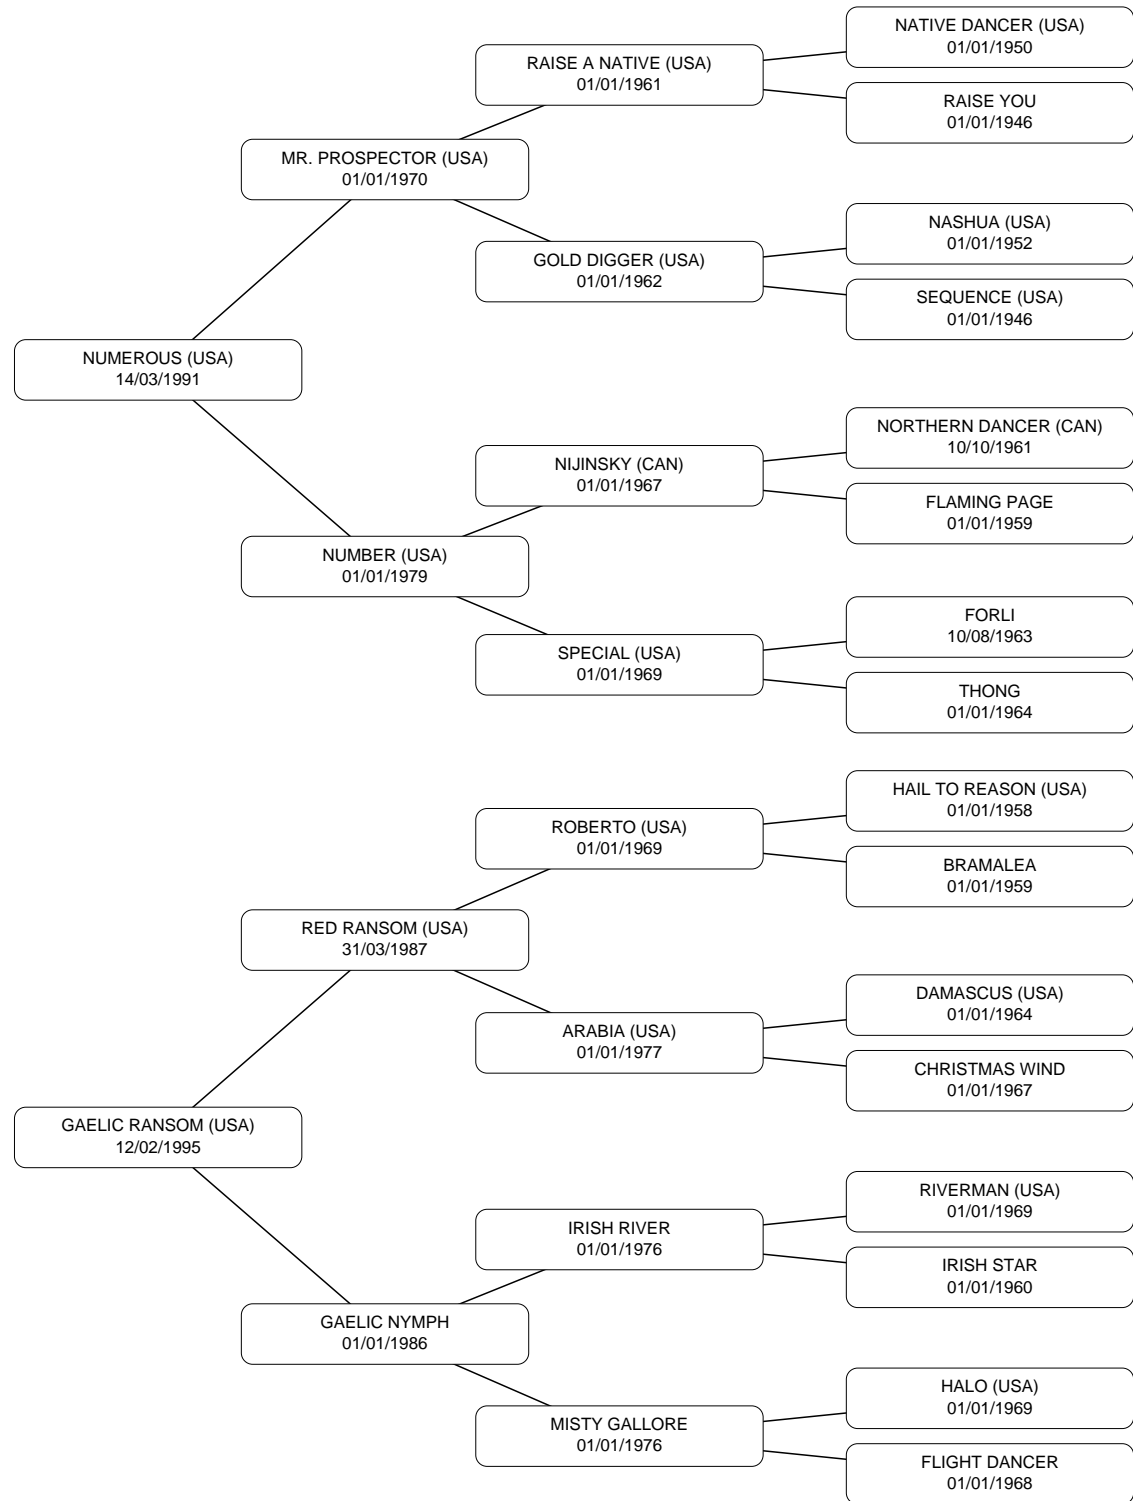 NATIVE DANCER (USA)
01/01/1950
RAISE A NATIVE (USA)
01/01/1961
RAISE YOU
01/01/1946
MR. PROSPECTOR (USA)
01/01/1970
NASHUA (USA)
01/01/1952
GOLD DIGGER (USA)
01/01/1962
SEQUENCE (USA)
01/01/1946
NUMEROUS (USA)
14/03/1991
NORTHERN DANCER (CAN)
10/10/1961
NIJINSKY (CAN)
01/01/1967
FLAMING PAGE
01/01/1959
NUMBER (USA)
01/01/1979
FORLI
10/08/1963
SPECIAL (USA)
01/01/1969
THONG
01/01/1964
HAIL TO REASON (USA)
01/01/1958
ROBERTO (USA)
01/01/1969
BRAMALEA
01/01/1959
RED RANSOM (USA)
31/03/1987
DAMASCUS (USA)
01/01/1964
ARABIA (USA)
01/01/1977
CHRISTMAS WIND
01/01/1967
GAELIC RANSOM (USA)
12/02/1995
RIVERMAN (USA)
01/01/1969
IRISH RIVER
01/01/1976
IRISH STAR
01/01/1960
GAELIC NYMPH
01/01/1986
HALO (USA)
01/01/1969
MISTY GALLORE
01/01/1976
FLIGHT DANCER
01/01/1968